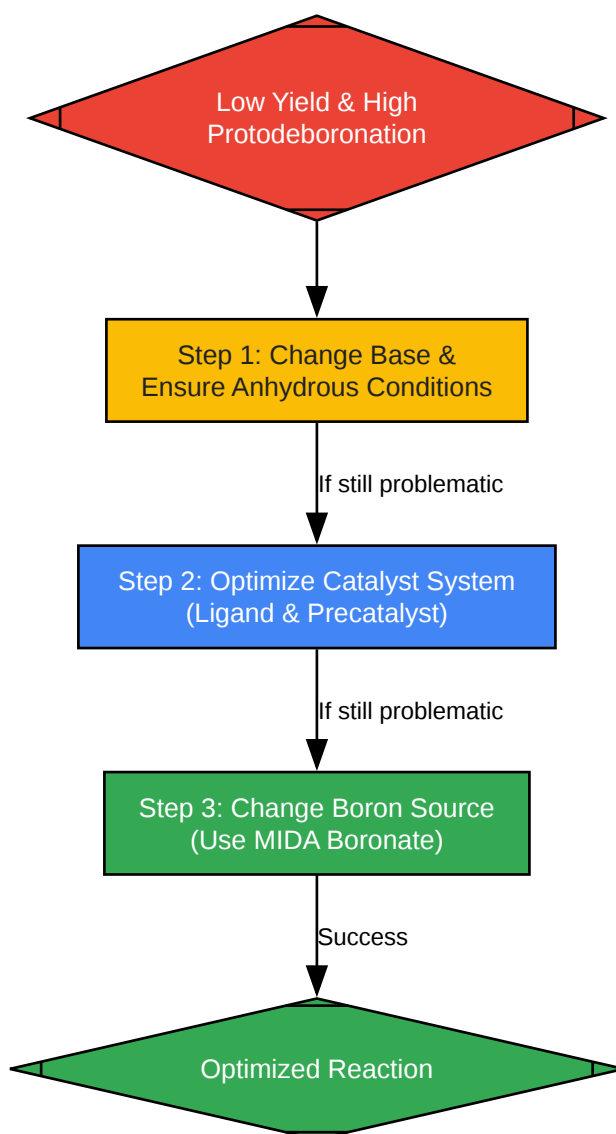 Low Yield & High
Protodeboronation
Step 1: Change Base &
Ensure Anhydrous Conditions
If still problematic
Step 2: Optimize Catalyst System
(Ligand & Precatalyst)
If still problematic
Step 3: Change Boron Source
(Use MIDA Boronate)
Success
Optimized Reaction